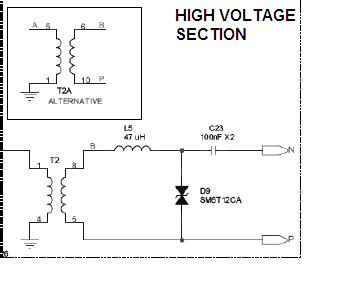 HIGH VOLTAGE
SECTION
A 5 6 B
1 10 P
T2A
ALTERNATIVE
L5
47 uH
C23
100nF X2
B
N
T2
1 8
D9
SM6T12CA
4 5
P
6